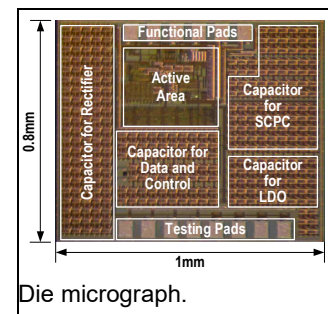 Functional Pads
Active
Area
Capacitor
for
SCPC
Capacitor for Rectifier
0.8mm
Capacitor for
Data and
Control
Capacitor
for
LDO
Testing Pads
1mm
Die micrograph.